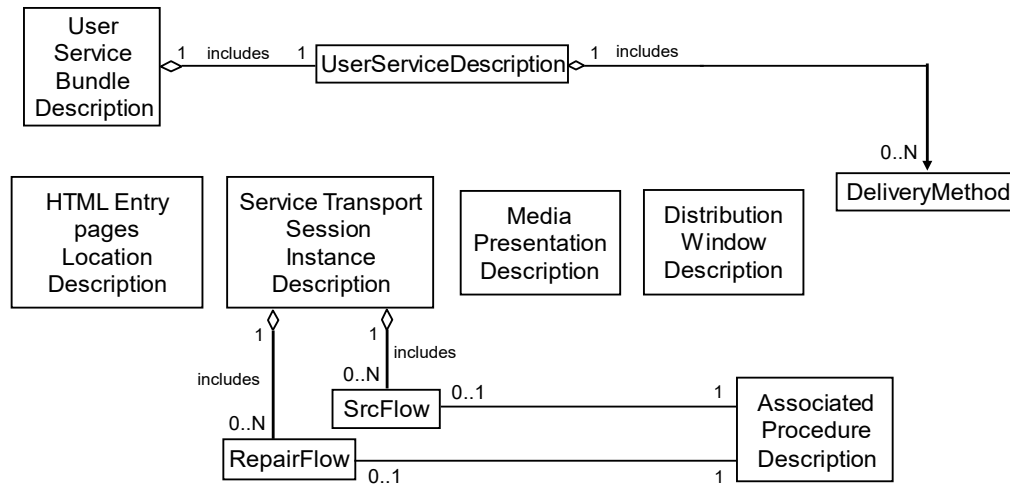 User
Service
Bundle
Description
1 includes 1
UserServiceDescription
1 includes
0..N
DeliveryMethod
HTML Entry
pages
Location
Description
Service Transport
Session
Instance
Description
Media
Presentation
Description
Distribution
Window
Description
1
1
includes
includes
0..N
SrcFlow
0..1
1
0..N
RepairFlow
0..1
1
Associated
Procedure
Description